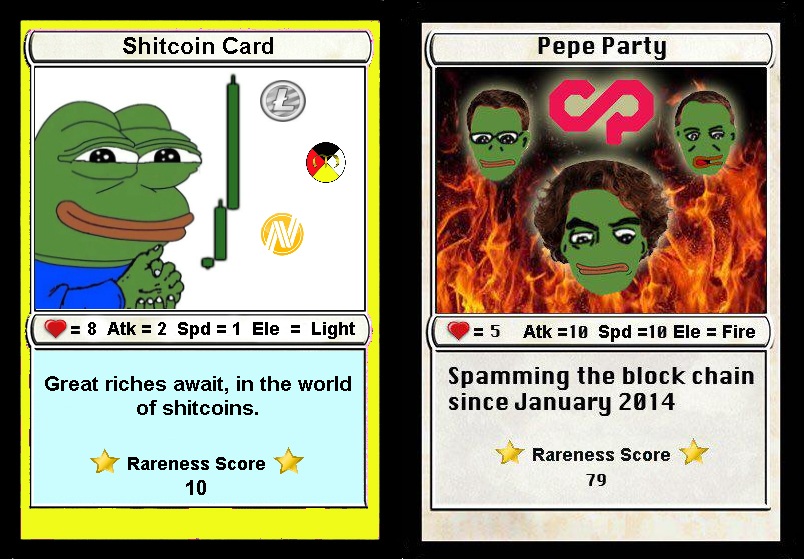 Shitcoin Card
= 8 Atk = 2 Spd = 1 Ele = Light
Great riches await, in the world
of shitcoins.
Rareness Score
10
Pepe Party
= 5 Atk =10 Spd =10 Ele = Fire
Spamming the block chain
since January 2014
Rareness Score
79